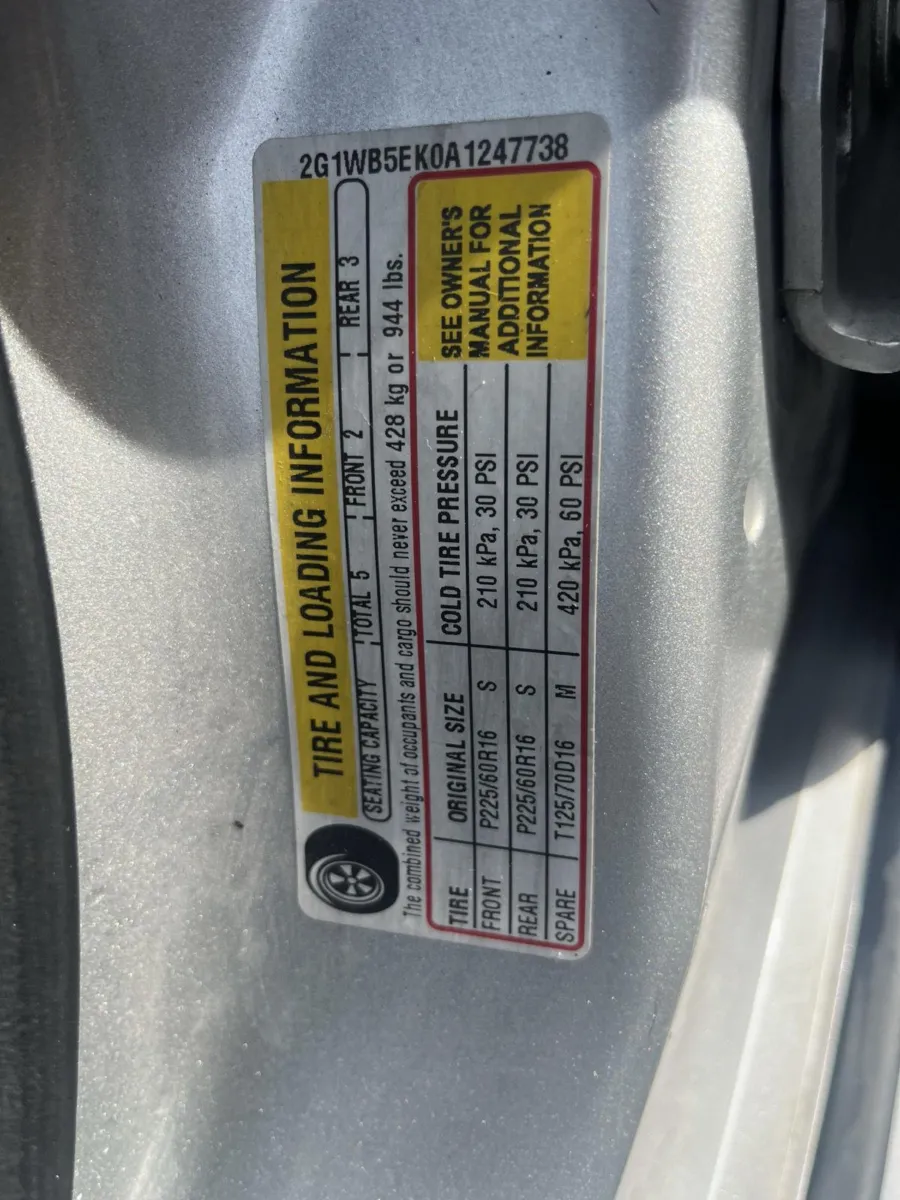 2G1WB5EK0A1247738
TIRE AND LOADING INFORMATION
SEATING CAPACITY TOTAL 5 FRONT 2 REAR 3
The combined weight of occupants and cargo should never exceed 428 kg or 944 lbs.
TIRE ORIGINAL SIZE COLD TIRE PRESSURE
FRONT P225/60R16 S 210 kPa, 30 PSI
REAR P225/60R16 S 210 kPa, 30 PSI
SPARE T125/70D16 M 420 kPa, 60 PSI
SEE OWNER'S
MANUAL FOR
ADDITIONAL
INFORMATION